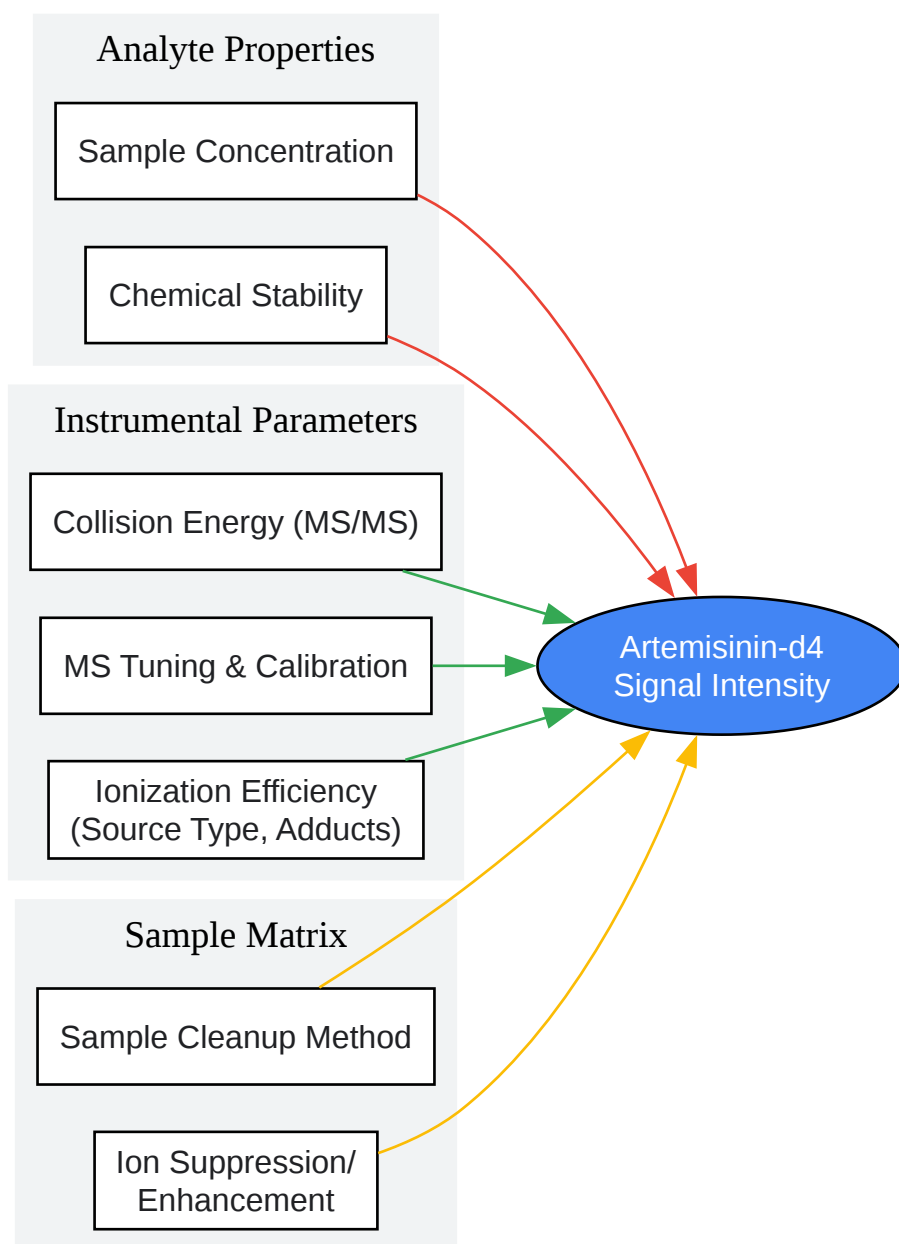 Analyte Properties
Sample Concentration
Chemical Stability
Instrumental Parameters
Collision Energy (MS/MS)
MS Tuning & Calibration
Ionization Efficiency
(Source Type, Adducts)
Sample Matrix
Sample Cleanup Method
Ion Suppression/
Enhancement
Artemisinin-d4
Signal Intensity